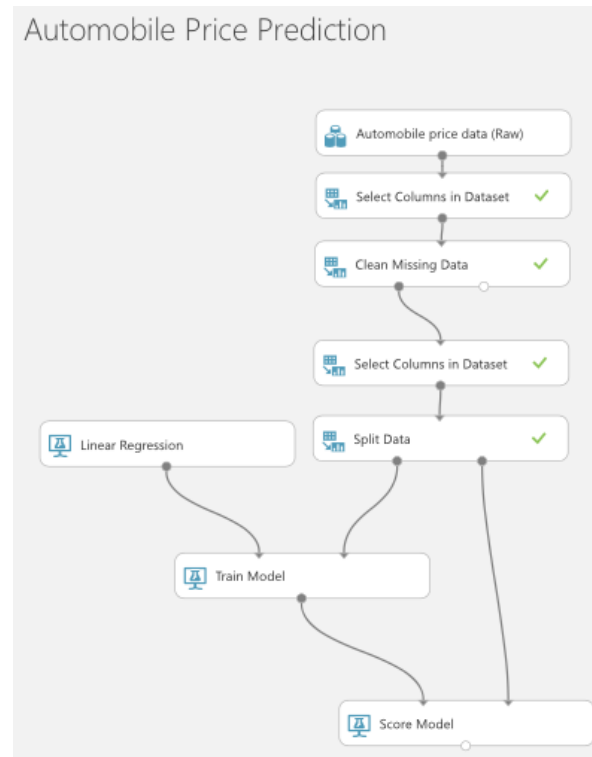 Automobile Price Prediction
Automobile price data (Raw)
Select Columns in Dataset
Clean Missing Data
Select Columns in Dataset
Linear Regression
Split Data
Train Model
Score Model